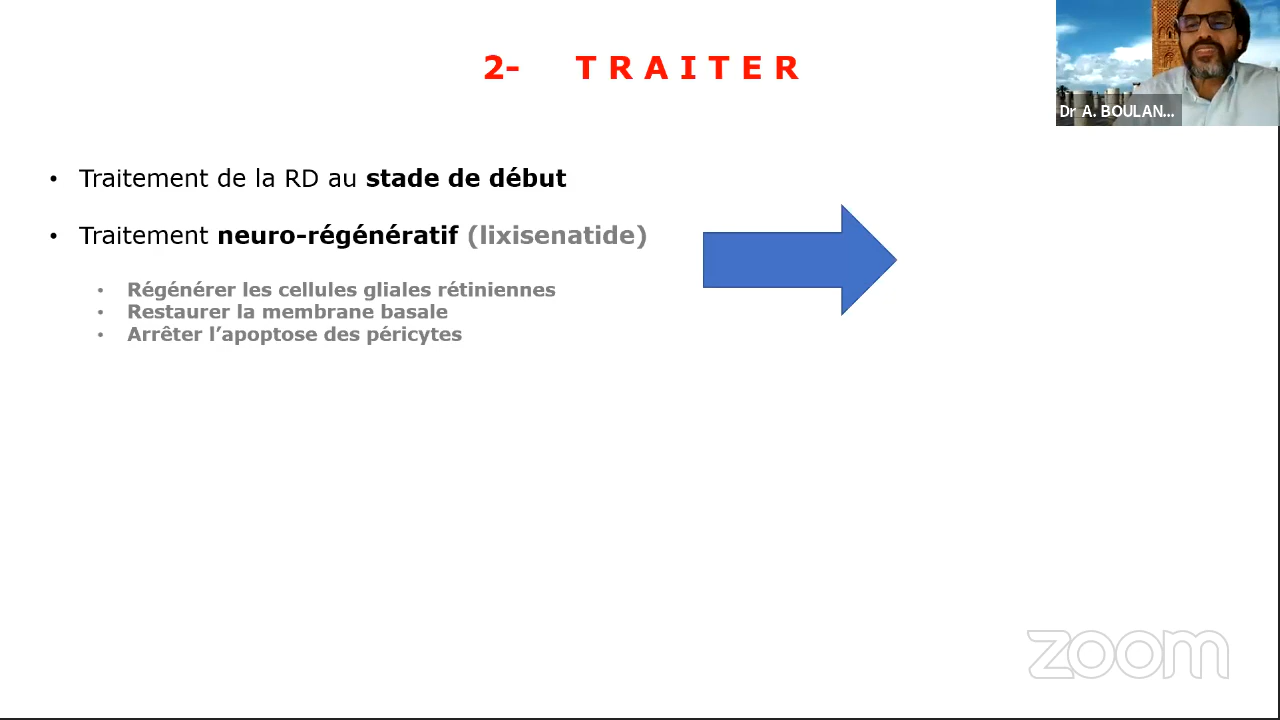 2- TRAITER
Dr A. BOULAN...
• Traitement de la RD au stade de début
• Traitement neuro-régénératif (lixisenatide)
• Régénérer les cellules gliales rétiniennes
• Restaurer la membrane basale
• Arrêter l’apoptose des péricytes
zoom